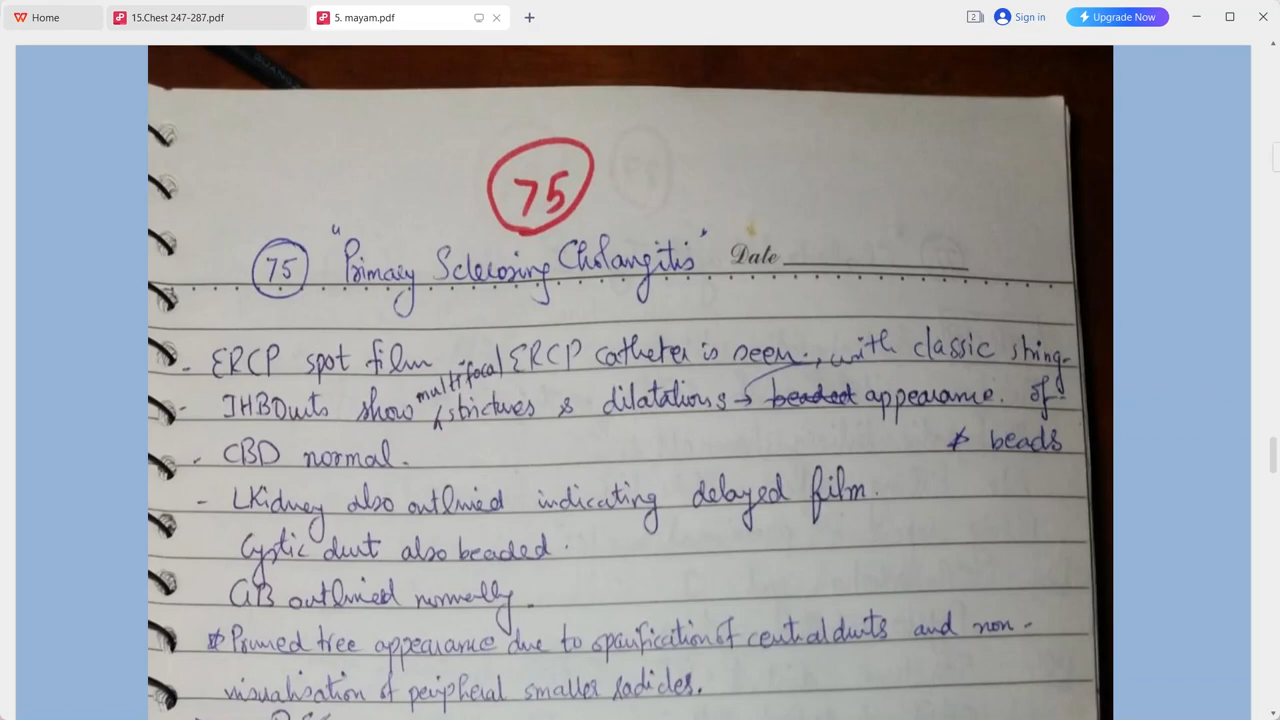 Home
15.Chest 247-287.pdf
5. mayam.pdf
2
Sign in
Upgrade Now
75
75 "Primary Sclerosing Cholangitis" Date
- ERCP spot film ERCP catheter is seen., with classic string-
- IHBDucts show multifocal strictures & dilatations → beaded appearance. of
beads
- CBD normal.
- LKidney also outlined indicating delayed film.
Cystic duct also beaded.
GB outlined normally.
* Pruned tree appearance due to opacification of central ducts and non-
visualisation of peripheral smaller radicles.